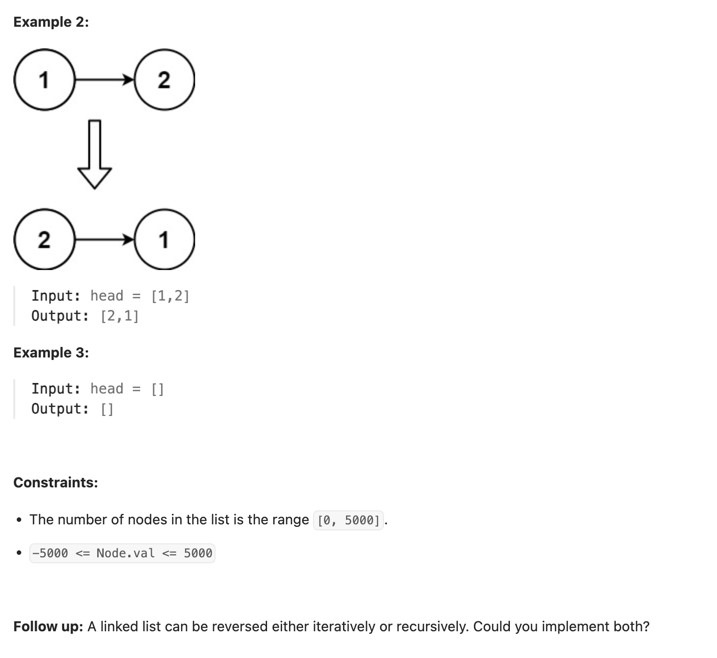 Example 2:
1 2
2 1
Input: head = [1,2]
Output: [2,1]
Example 3:
Input: head = []
Output: []
Constraints:
• The number of nodes in the list is the range [0, 5000].
• -5000 <= Node.val <= 5000
Follow up: A linked list can be reversed either iteratively or recursively. Could you implement both?